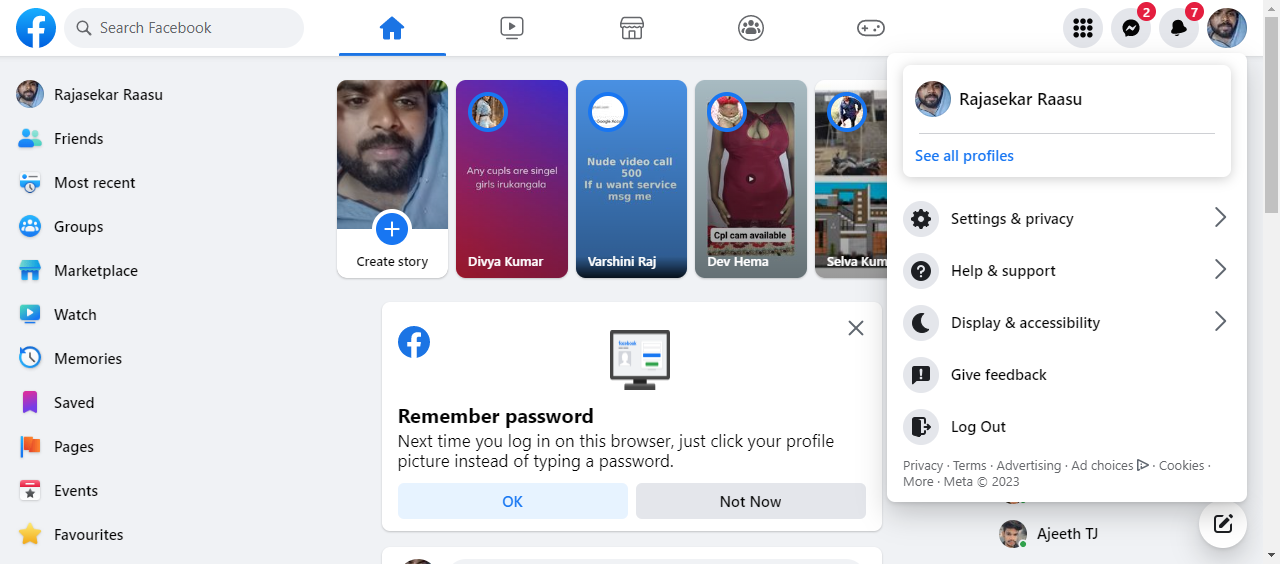 Search Facebook
2
7
Rajasekar Raasu
Friends
Most recent
Groups
Marketplace
Watch
Memories
Saved
Pages
Events
Favourites
Create story
Any cupls are singel
girls irukangala
Divya Kumar
Nude video call
500
If u want service
msg me
Varshini Raj
Cpl cam available
Dev Hema
Selva Kum
Remember password
Next time you log in on this browser, just click your profile
picture instead of typing a password.
OK
Not Now
Rajasekar Raasu
See all profiles
Settings & privacy
Help & support
Display & accessibility
Give feedback
Log Out
Privacy · Terms · Advertising · Ad choices · Cookies ·
More · Meta © 2023
Ajeeth TJ